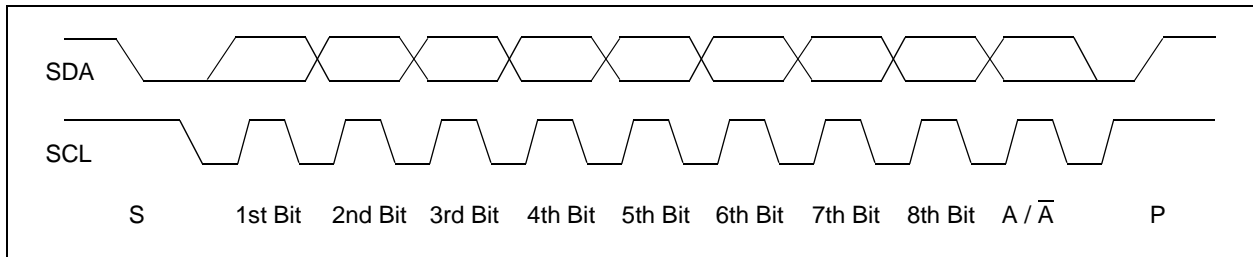 SDA
SCL
S 1st Bit 2nd Bit 3rd Bit 4th Bit 5th Bit 6th Bit 7th Bit 8th Bit A / A̅ P